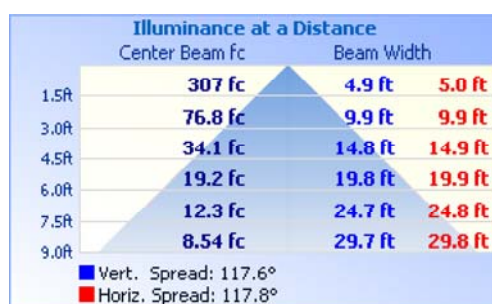 Illuminance at a Distance
Center Beam fc Beam Width
1.5ft 307 fc 4.9 ft 5.0 ft
3.0ft 76.8 fc 9.9 ft 9.9 ft
4.5ft 34.1 fc 14.8 ft 14.9 ft
6.0ft 19.2 fc 19.8 ft 19.9 ft
7.5ft 12.3 fc 24.7 ft 24.8 ft
9.0ft 8.54 fc 29.7 ft 29.8 ft
Vert. Spread: 117.6°
Horiz. Spread: 117.8°